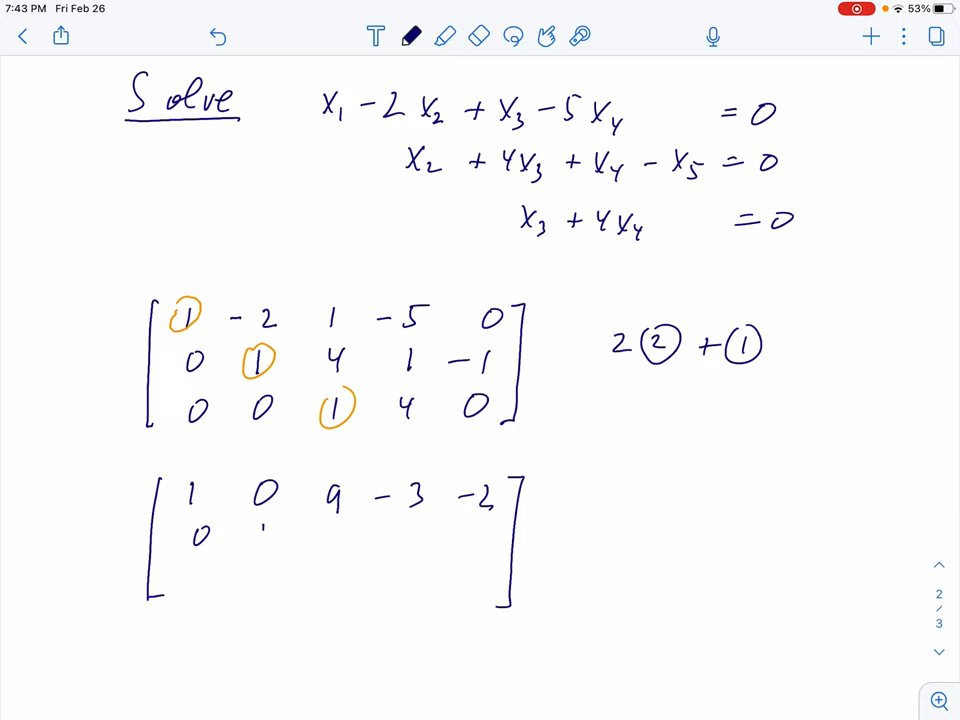 7:43 PM Fri Feb 26 53%
T
Solve x₁ - 2x₂ + x₃ - 5x₄ = 0
x₂ + 4x₃ + x₄ - x₅ = 0
x₃ + 4x₄ = 0
1 -2 1 -5 0
0 1 4 1 -1 2② + ①
0 0 1 4 0
1 0 9 -3 -2
0
2
/
3